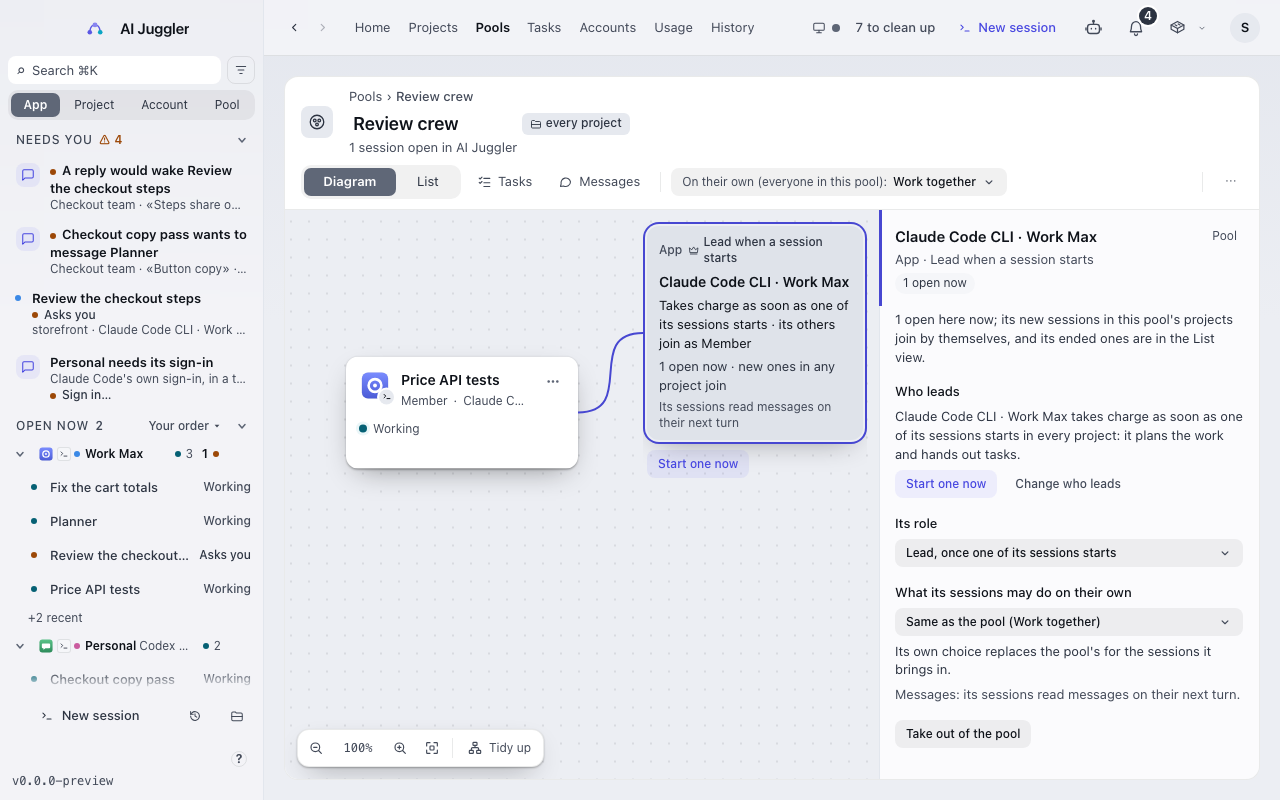 AI Juggler
Search ⌘K
App Project Account Pool
NEEDS YOU 4
A reply would wake Review
the checkout steps
Checkout team · «Steps share o...
Checkout copy pass wants to
message Planner
Checkout team · «Button copy» ·...
Review the checkout steps
Asks you
storefront · Claude Code CLI · Work ...
Personal needs its sign-in
Claude Code's own sign-in, in a t...
Sign in...
OPEN NOW 2 Your order
Work Max 3 1
Fix the cart totals Working
Planner Working
Review the checkout... Asks you
Price API tests Working
+2 recent
Personal Codex ... 2
Checkout copy pass Working
New session
?
v0.0.0-preview
Home Projects Pools Tasks Accounts Usage History
7 to clean up
New session
4
S
Pools › Review crew
Review crew
every project
1 session open in AI Juggler
Diagram List Tasks Messages
On their own (everyone in this pool): Work together
...
Price API tests
...
Member · Claude C...
Working
App Lead when a session
starts
Claude Code CLI · Work Max
Takes charge as soon as one of
its sessions starts · its others
join as Member
1 open now · new ones in any
project join
Its sessions read messages on
their next turn
Start one now
100%
Tidy up
Claude Code CLI · Work Max
Pool
App · Lead when a session starts
1 open now
1 open here now; its new sessions in this pool's projects
join by themselves, and its ended ones are in the List
view.
Who leads
Claude Code CLI · Work Max takes charge as soon as one
of its sessions starts in every project: it plans the work
and hands out tasks.
Start one now
Change who leads
Its role
Lead, once one of its sessions starts
What its sessions may do on their own
Same as the pool (Work together)
Its own choice replaces the pool's for the sessions it
brings in.
Messages: its sessions read messages on their next turn.
Take out of the pool